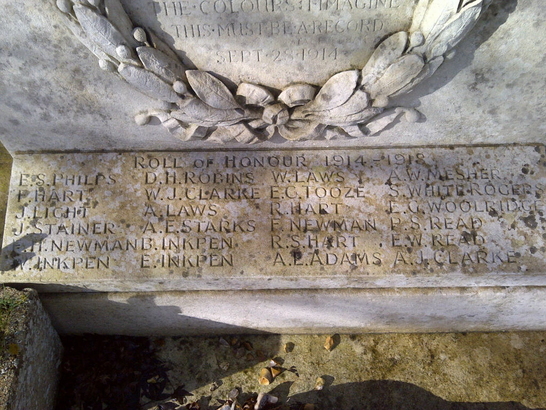 THE COLOURS I IMAGINE
THIS MUST BE A RECORD
SEPT 2 1914
ROLL OF HONOUR 1914-1918
E.S. PHILPS D.H. ROBINS W. LAWS A.W. MESHER
F. HART W.J. CLARKE E.C. TOOZE S. WHITE ROGERS
J. LIGHT A. LAWS R. HART E.G. WOOLRIDGE
J. STAINER A.E. STARKS F. NEWMAN P.S. READ
NEWMAN B. INKPEN R.S. HART E.W. READ
INKPEN E. INKPEN A.E. ADAMS A.J. CLARKE